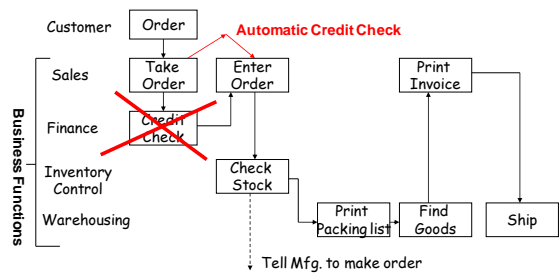 Customer
Order
Automatic Credit Check
Sales
Take
Order
Enter
Order
Print
Invoice
Business Functions
Finance
Credit
Check
Inventory
Control
Check
Stock
Warehousing
Print
Packing list
Find
Goods
Ship
Tell Mfg. to make order